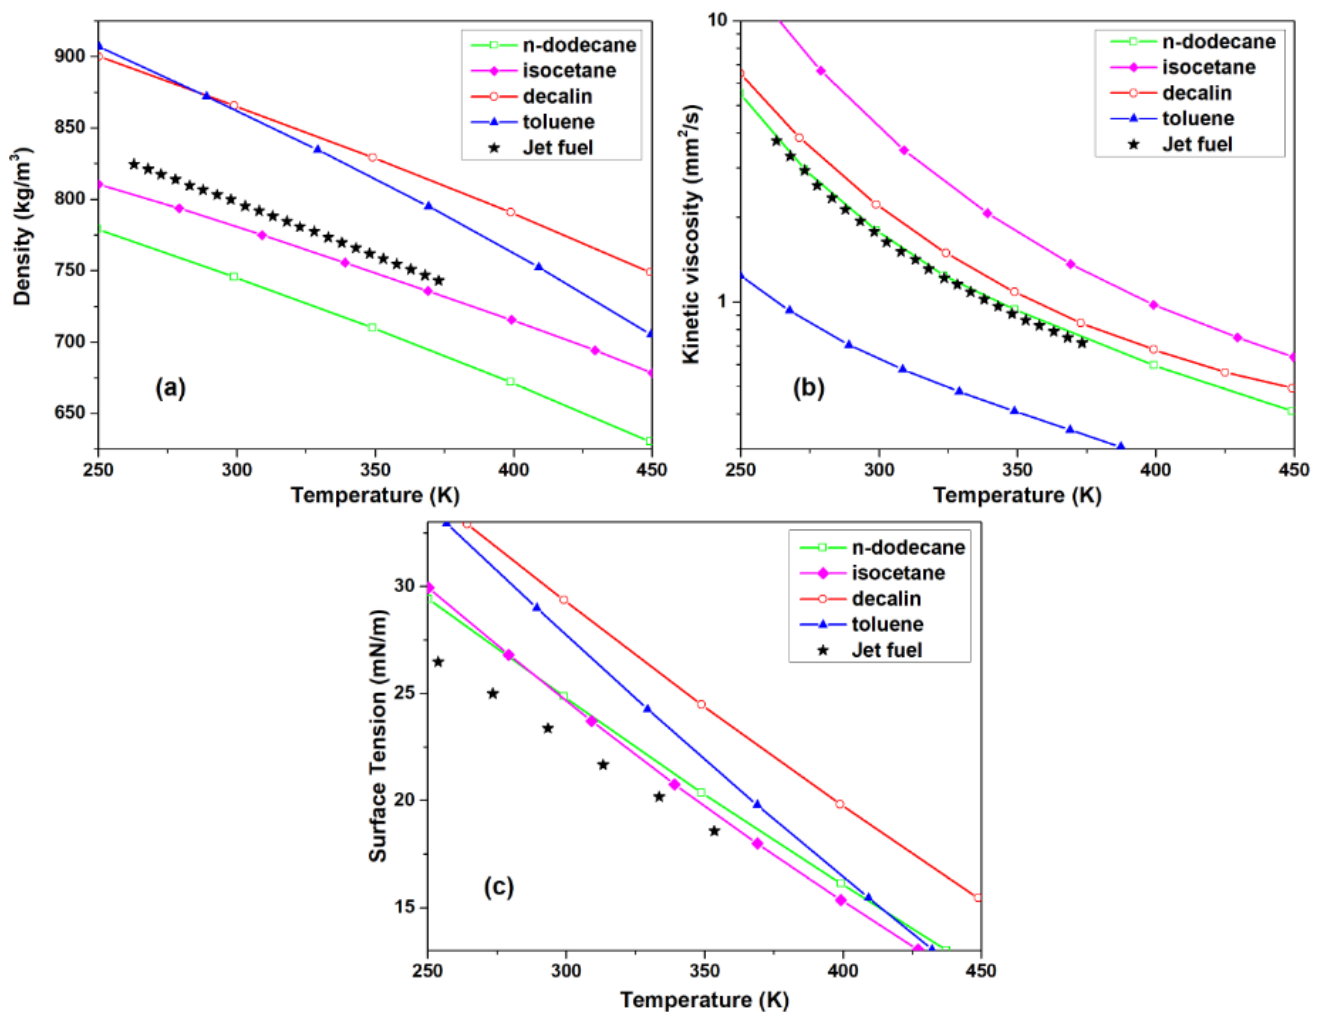 n-dodecane
isocetane
decalin
toluene
Jet fuel
900
850
800
750
700
650
Density (kg/m³)
(a)
250 300 350 400 450
Temperature (K)
n-dodecane
isocetane
decalin
toluene
Jet fuel
10
1
Kinetic viscosity (mm²/s)
(b)
250 300 350 400 450
Temperature (K)
n-dodecane
isocetane
decalin
toluene
Jet fuel
30
25
20
15
Surface Tension (mN/m)
(c)
250 300 350 400 450
Temperature (K)